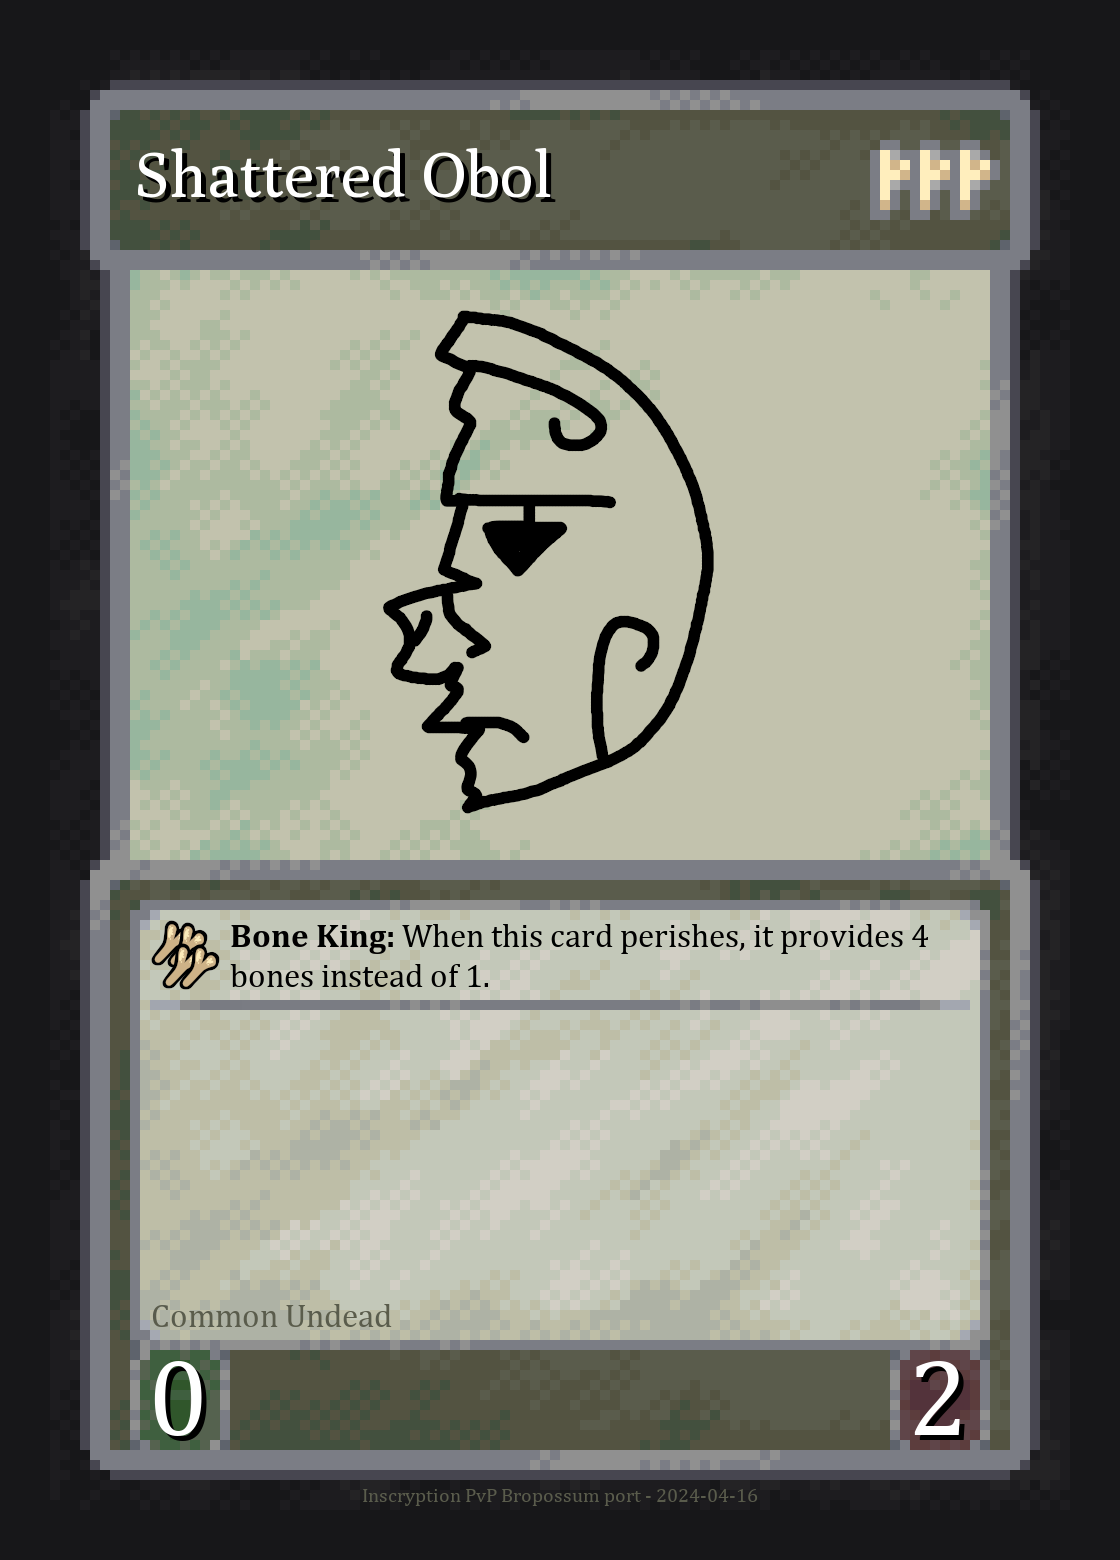 Shattered Obol
Bone King: When this card perishes, it provides 4
bones instead of 1.
Common Undead
0
2
Inscryption PvP Bropossum port - 2024-04-16